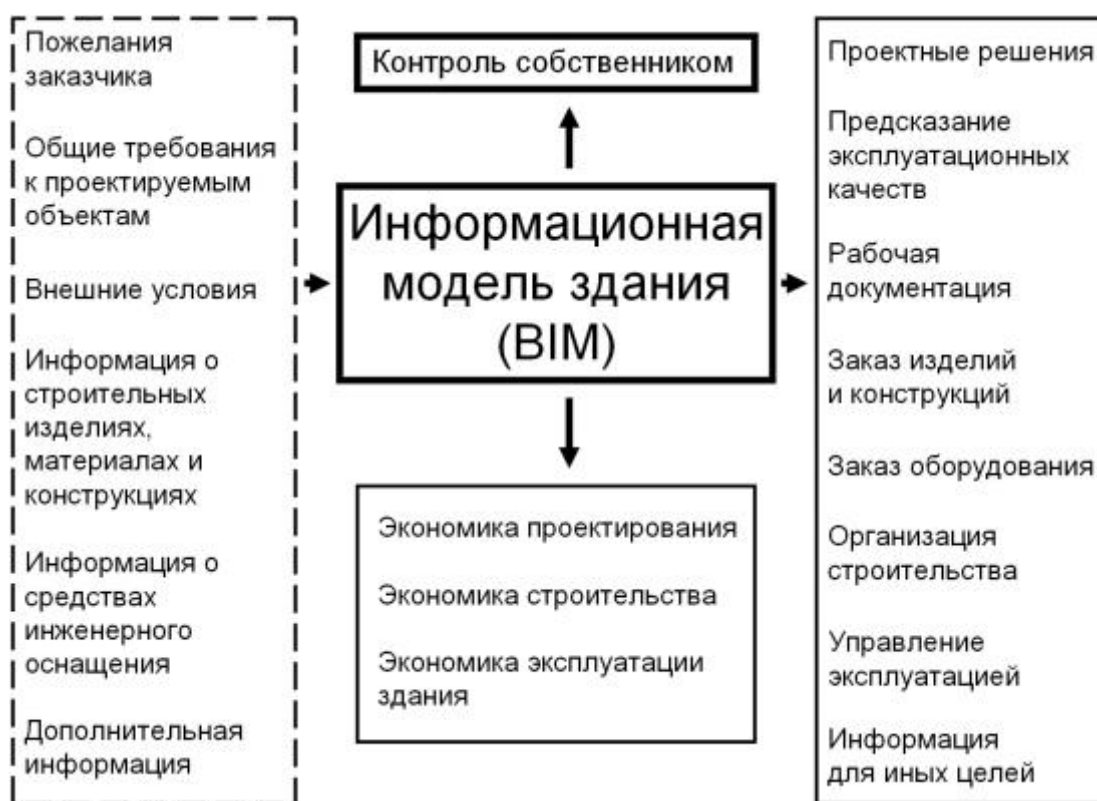 Пожелания
заказчика
Общие требования
к проектируемым
объектам
Внешние условия
Информация о
строительных
изделиях,
материалах и
конструкциях
Информация о
средствах
инженерного
оснащения
Дополнительная
информация
Контроль собственником
Информационная
модель здания
(BIM)
Экономика проектирования
Экономика строительства
Экономика эксплуатации
здания
Проектные решения
Предсказание
эксплуатационных
качеств
Рабочая
документация
Заказ изделий
и конструкций
Заказ оборудования
Организация
строительства
Управление
эксплуатацией
Информация
для иных целей